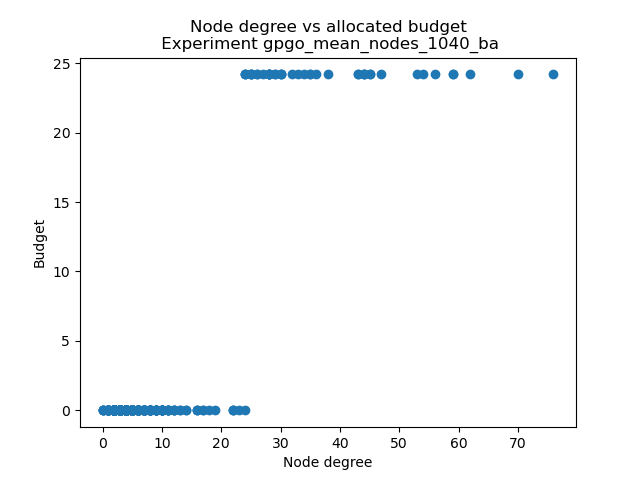 Node degree vs allocated budget
Experiment gpgo_mean_nodes_1040_ba
25
20
15
10
5
0
Budget
0 10 20 30 40 50 60 70
Node degree